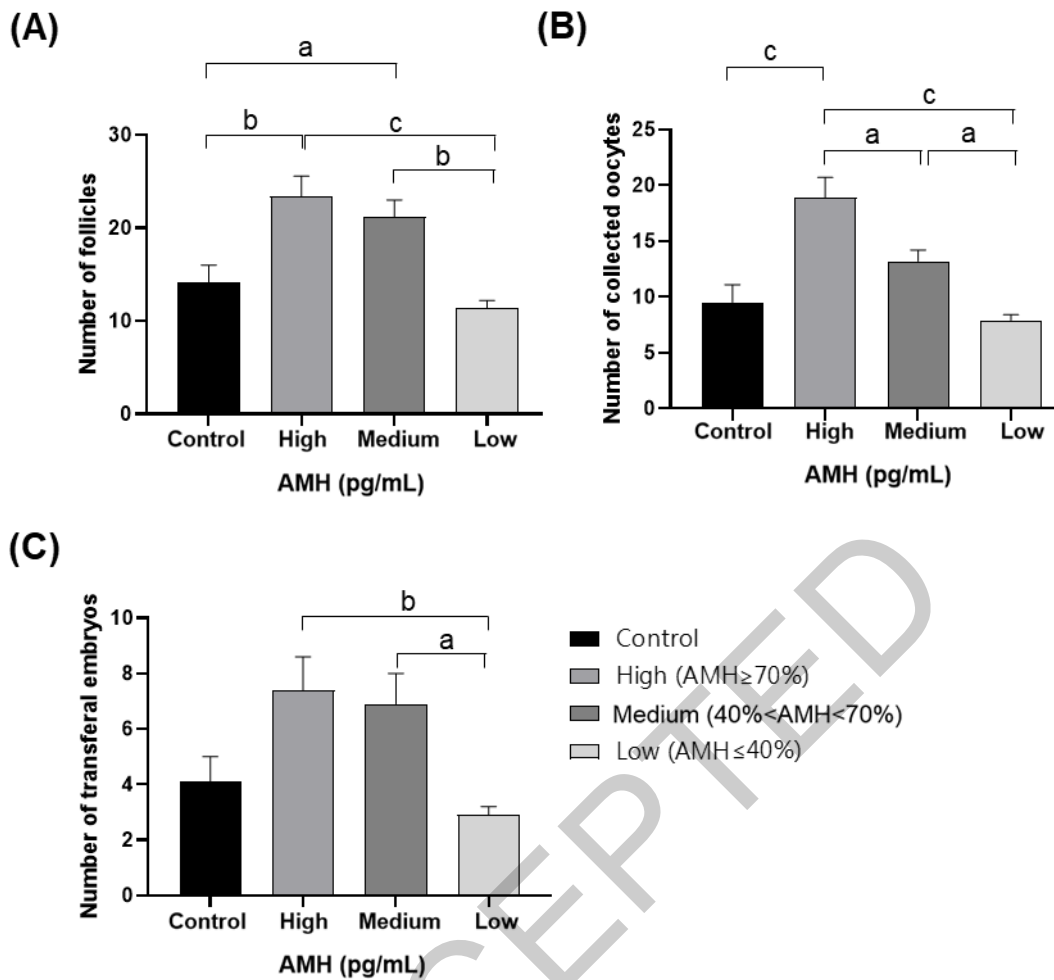 (A)
a
b
c
b
30
20
10
0
Number of follicles
Control High Medium Low
AMH (pg/mL)
(B)
c
c
a
a
25
20
15
10
5
0
Number of collected oocytes
Control High Medium Low
AMH (pg/mL)
(C)
b
a
10
8
6
4
2
0
Number of transferal embryos
Control High Medium Low
AMH (pg/mL)
Control
High (AMH≥70%)
Medium (40%<AMH<70%)
Low (AMH≤40%)
CEPTED